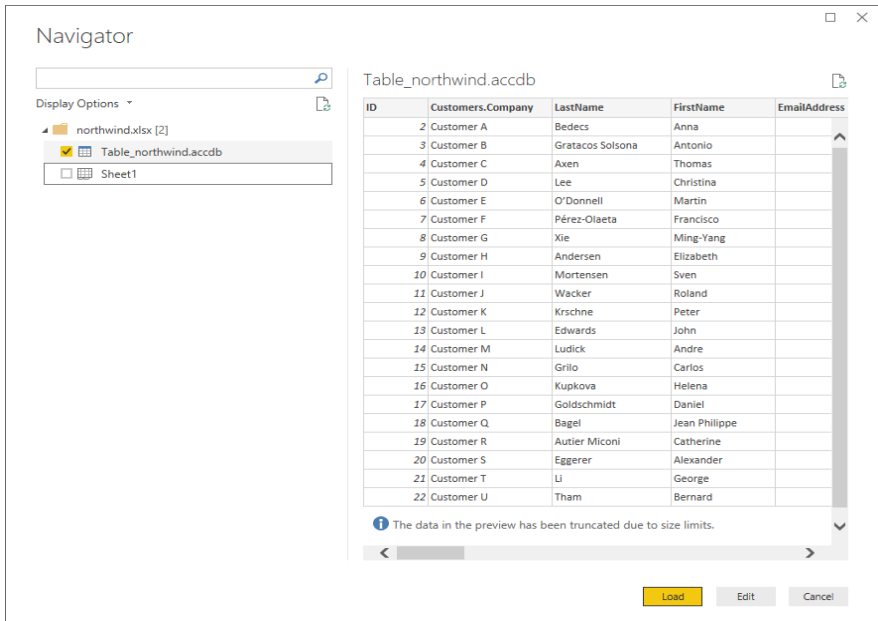 Navigator
Display Options
northwind.xlsx [2]
Table_northwind.accdb
Sheet1
Table_northwind.accdb
ID Customers.Company LastName FirstName EmailAddress
2 Customer A Bedecs Anna
3 Customer B Gratacos Solsona Antonio
4 Customer C Axen Thomas
5 Customer D Lee Christina
6 Customer E O'Donnell Martin
7 Customer F Pérez-Olaeta Francisco
8 Customer G Xie Ming-Yang
9 Customer H Andersen Elizabeth
10 Customer I Mortensen Sven
11 Customer J Wacker Roland
12 Customer K Krschne Peter
13 Customer L Edwards John
14 Customer M Ludick Andre
15 Customer N Grilo Carlos
16 Customer O Kupkova Helena
17 Customer P Goldschmidt Daniel
18 Customer Q Bagel Jean Philippe
19 Customer R Autier Miconi Catherine
20 Customer S Eggerer Alexander
21 Customer T Li George
22 Customer U Tham Bernard
The data in the preview has been truncated due to size limits.
Load Edit Cancel